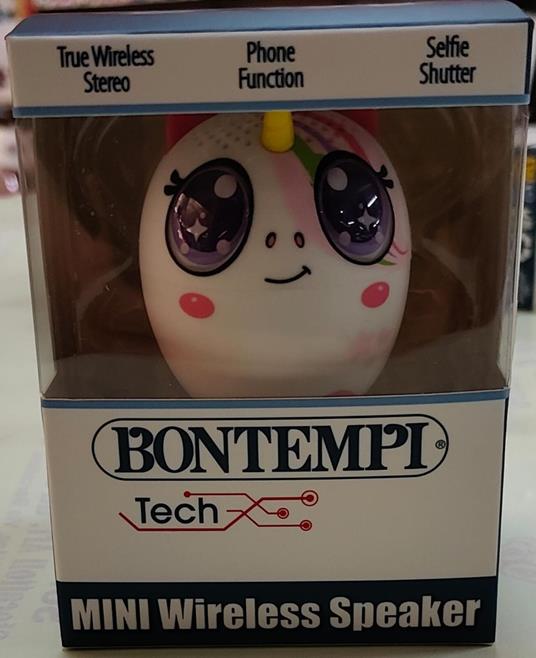 True Wireless
Stereo
Phone
Function
Selfie
Shutter
BONTEMPI®
Tech
MINI Wireless Speaker